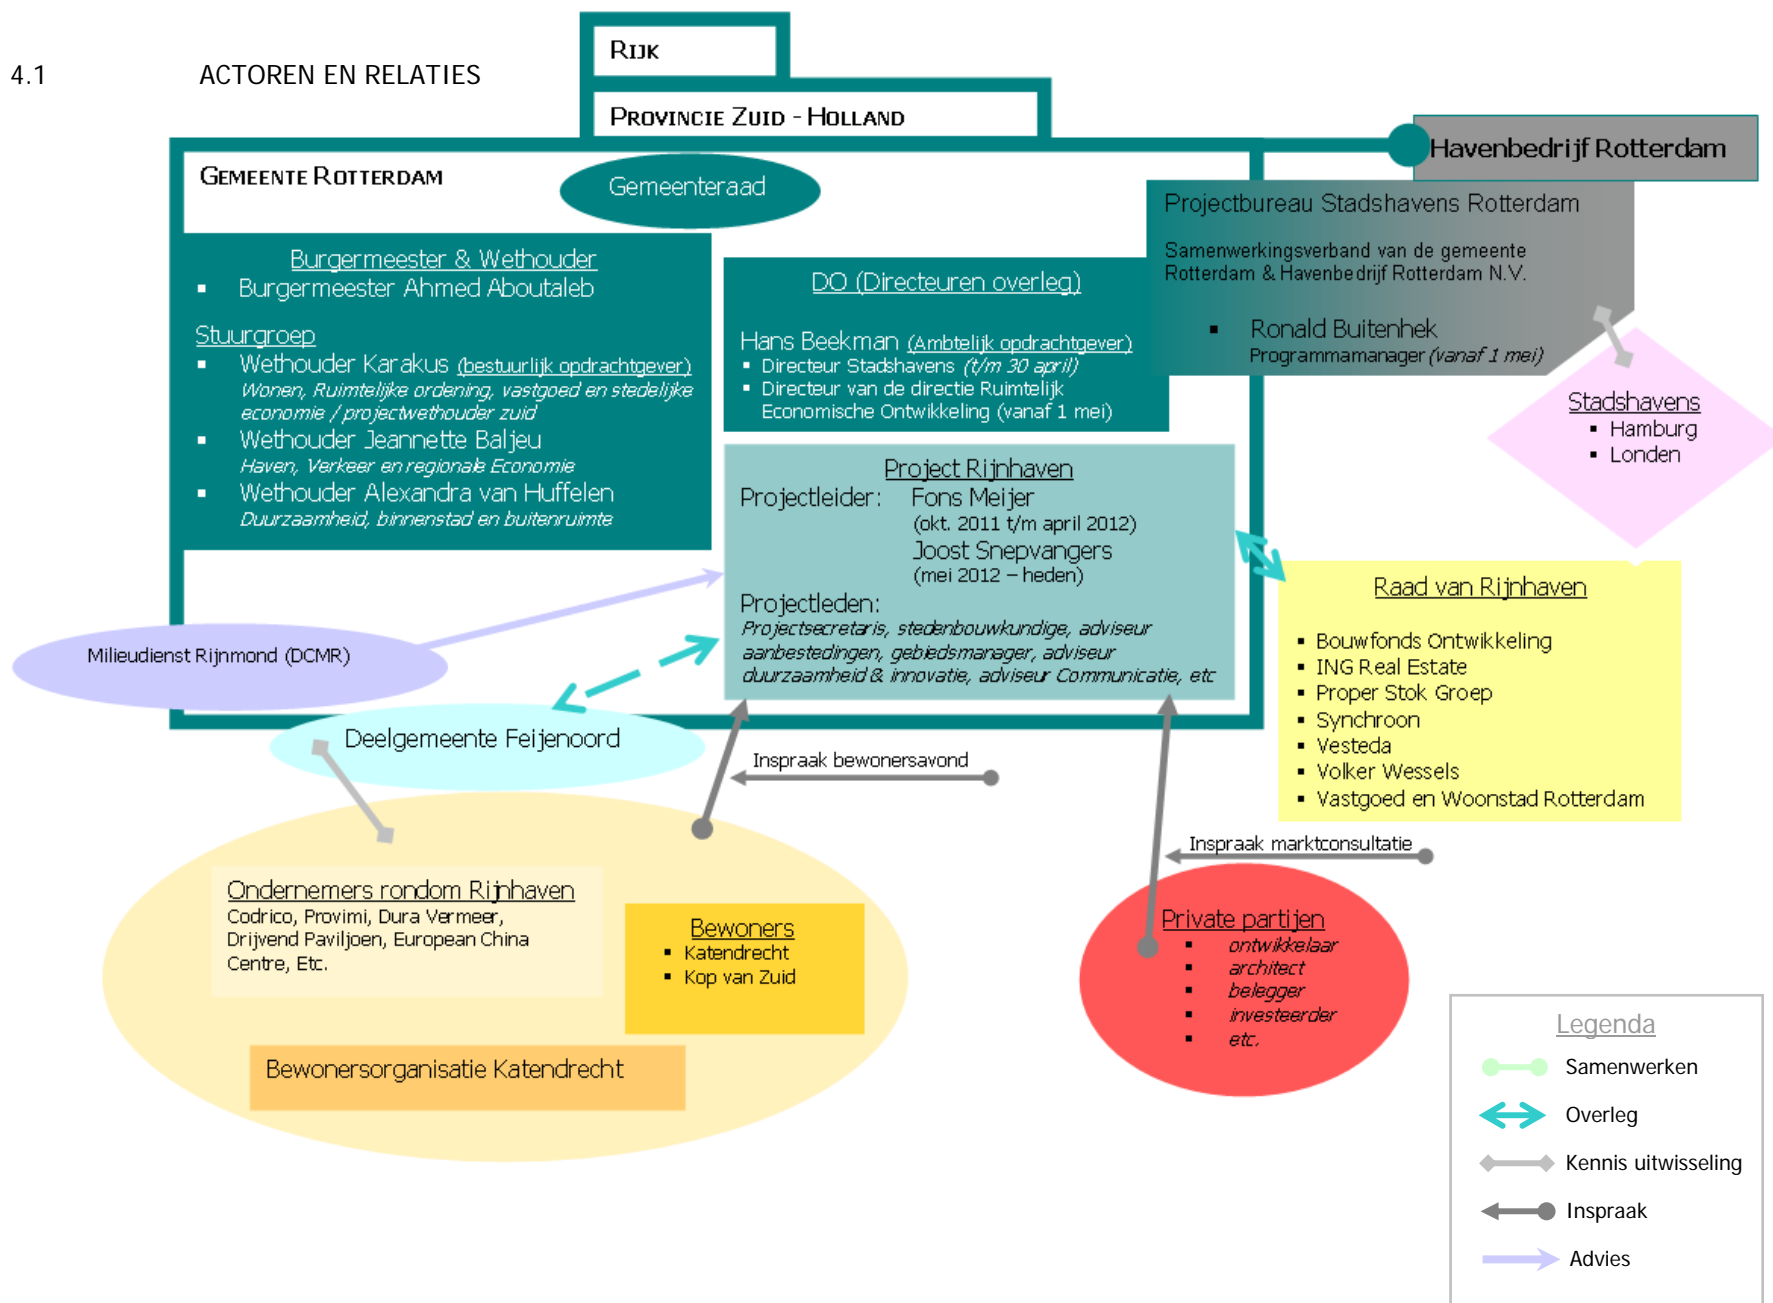 4.1 ACTOREN EN RELATIES
RIJK
PROVINCIE ZUID - HOLLAND
GEMEENTE ROTTERDAM
Gemeenteraad
Havenbedrijf Rotterdam
Projectbureau Stadshavens Rotterdam
Samenwerkingsverband van de gemeente
Rotterdam & Havenbedrijf Rotterdam N.V.
▪ Ronald Buitenhek
Programmamanager (vanaf 1 mei)
Burgermeester & Wethouder
▪ Burgermeester Ahmed Aboutaleb
Stuurgroep
▪ Wethouder Karakus (bestuurlijk opdrachtgever)
Wonen, Ruimtelijke ordening, vastgoed en stedelijke
economie / projectwethouder zuid
▪ Wethouder Jeannette Baljeu
Haven, Verkeer en regionale Economie
▪ Wethouder Alexandra van Huffelen
Duurzaamheid, binnenstad en buitenruimte
DO (Directeuren overleg)
Hans Beekman (Ambtelijk opdrachtgever)
▪ Directeur Stadshavens (t/m 30 april)
▪ Directeur van de directie Ruimtelijk
Economische Ontwikkeling (vanaf 1 mei)
Stadshavens
▪ Hamburg
▪ Londen
Project Rijnhaven
Projectleider: Fons Meijer
(okt. 2011 t/m april 2012)
Joost Snepvangers
(mei 2012 – heden)
Projectleden:
Projectsecretaris, stedenbouwkundige, adviseur
aanbestedingen, gebiedsmanager, adviseur
duurzaamheid & innovatie, adviseur Communicatie, etc
Milieudienst Rijnmond (DCMR)
Deelgemeente Feijenoord
Raad van Rijnhaven
▪ Bouwfonds Ontwikkeling
▪ ING Real Estate
▪ Proper Stok Groep
▪ Synchroon
▪ Vesteda
▪ Volker Wessels
▪ Vastgoed en Woonstad Rotterdam
Inspraak bewonersavond
Inspraak marktconsultatie
Ondernemers rondom Rijnhaven
Codrico, Provimi, Dura Vermeer,
Drijvend Paviljoen, European China
Centre, Etc.
Bewoners
▪ Katendrecht
▪ Kop van Zuid
Bewonersorganisatie Katendrecht
Private partijen
▪ ontwikkelaar
▪ architect
▪ belegger
▪ investeerder
▪ etc.
Legenda
Samenwerken
Overleg
Kennis uitwisseling
Inspraak
Advies